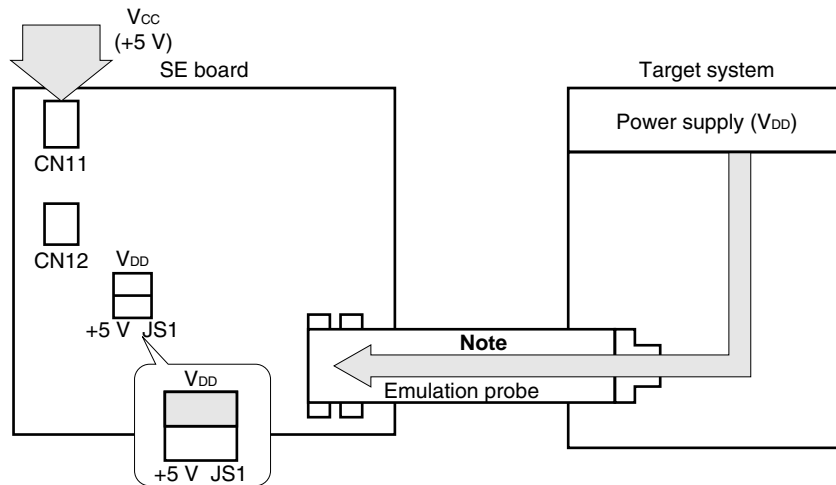 VCC
(+5 V)
SE board
Target system
Power supply (VDD)
CN11
CN12
VDD
+5 V JS1
Note
Emulation probe
VDD
+5 V JS1